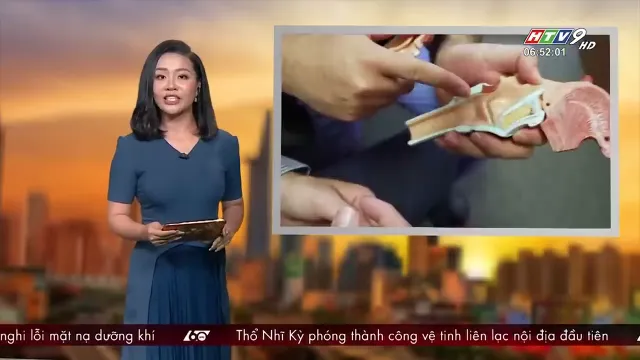 HTV9 HD
06:52:01
nghi lỗi mặt nạ dưỡng khí 60 Thổ Nhĩ Kỳ phóng thành công vệ tinh liên lạc nội địa đầu tiên